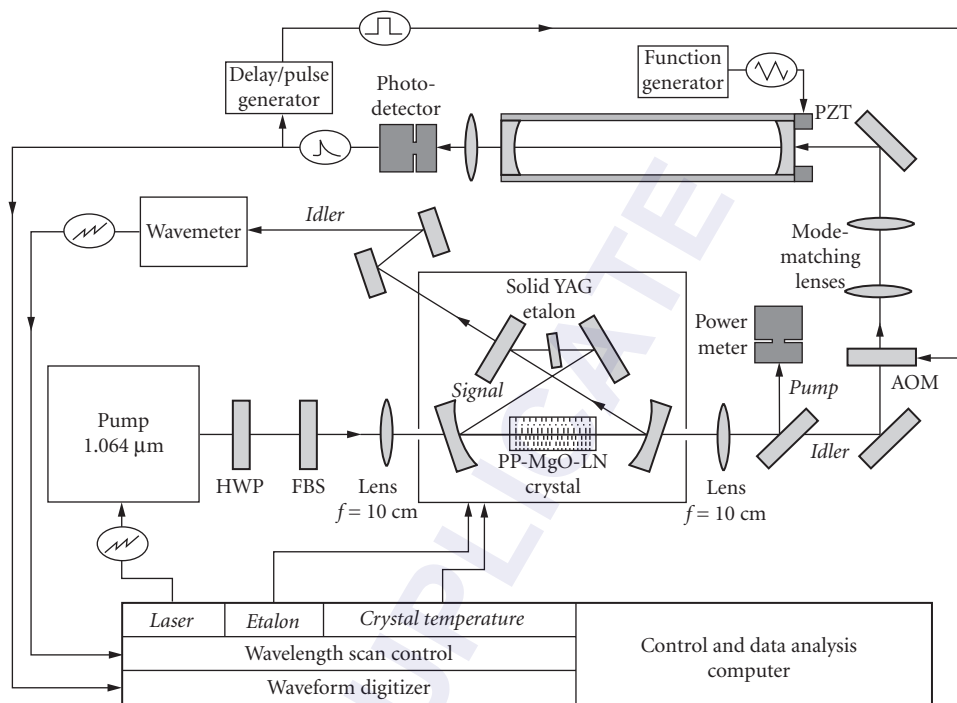 Delay/pulse
generator
Photo-
detector
Function
generator
PZT
Idler
Wavemeter
Mode-
matching
lenses
Solid YAG
etalon
Power
meter
Signal
Pump
AOM
Pump
1.064 μm
Idler
HWP
FBS
Lens
f = 10 cm
PP-MgO-LN
crystal
Lens
f = 10 cm
Laser
Etalon
Crystal temperature
Wavelength scan control
Waveform digitizer
Control and data analysis
computer
UPLICATE